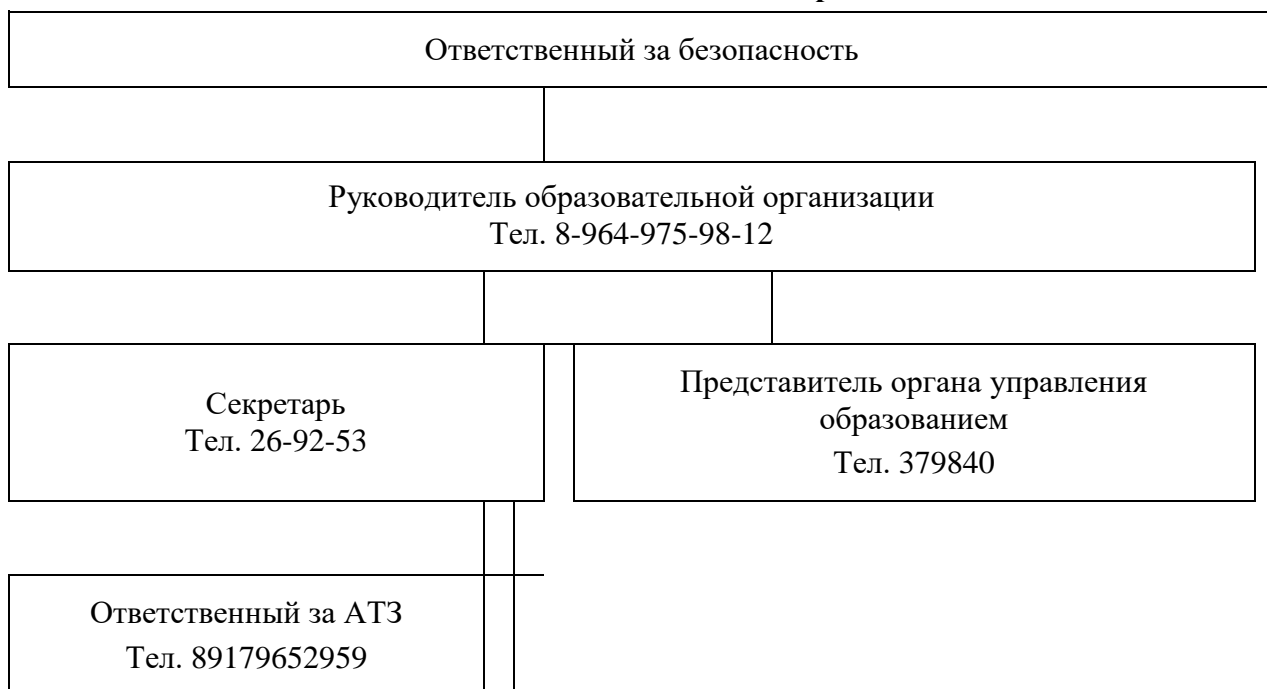 Ответственный за безопасность
Руководитель образовательной организации
Тел. 8-964-975-98-12
Секретарь
Тел. 26-92-53
Представитель органа управления
образованием
Тел. 379840
Ответственный за АТЗ
Тел. 89179652959